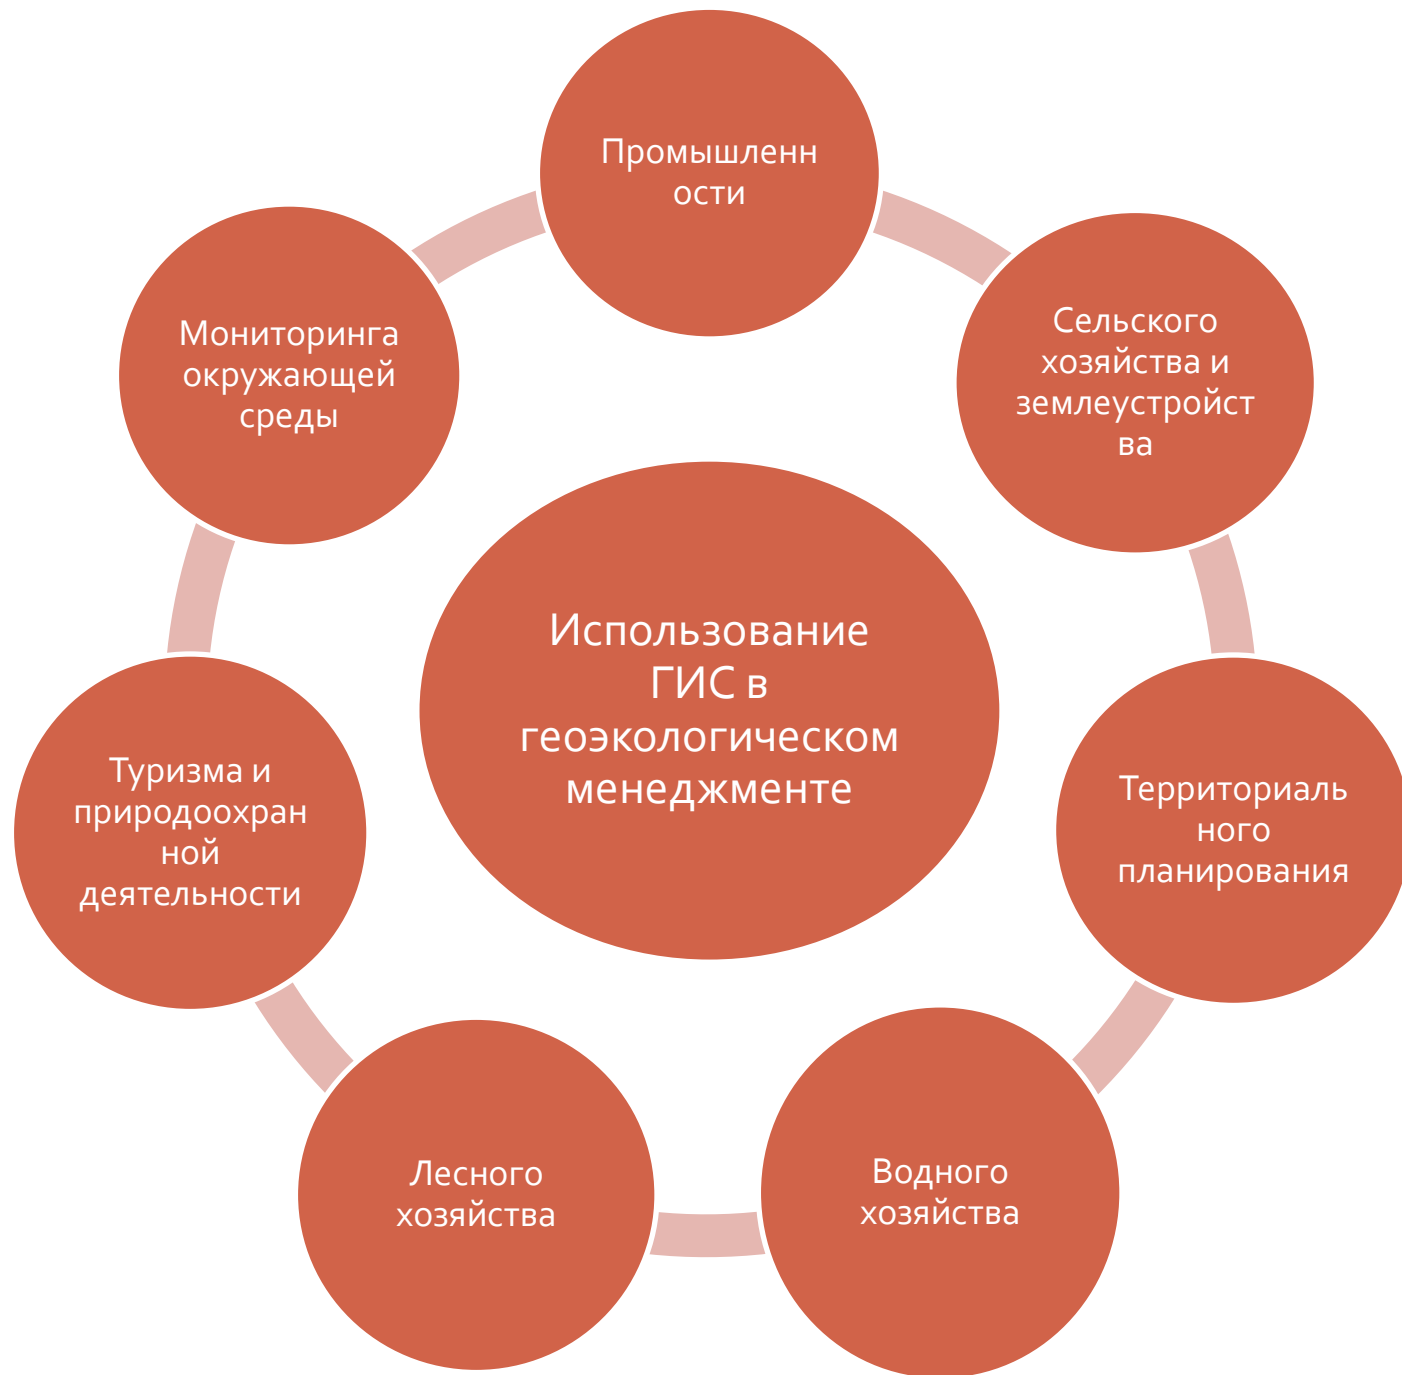 Промышленн
ости
Сельского
хозяйства и
землеустройст
ва
Территориаль
ного
планирования
Водного
хозяйства
Лесного
хозяйства
Туризма и
природоохран
ной
деятельности
Мониторинга
окружающей
среды
Использование
ГИС в
геоэкологическом
менеджменте